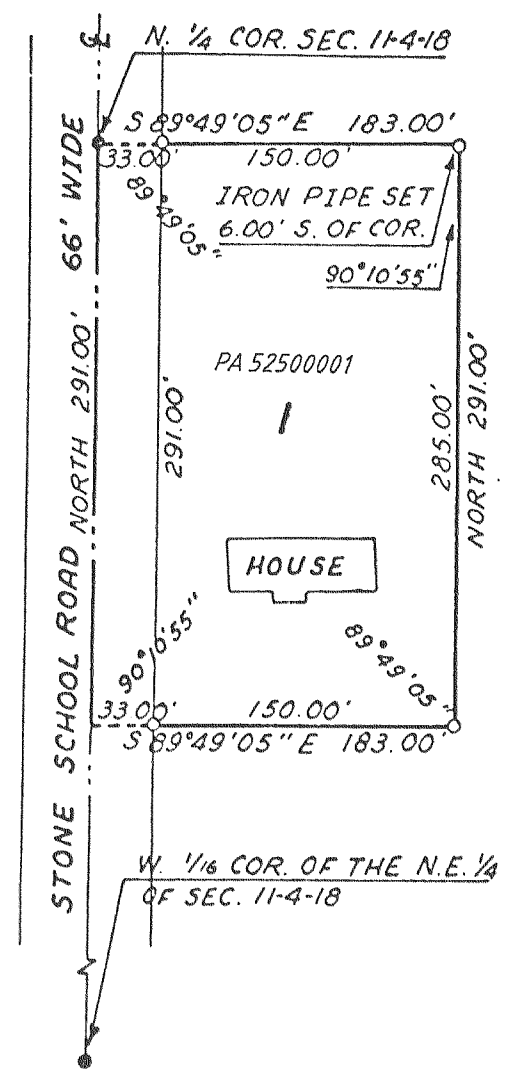 ℄
N. 1/4 COR. SEC. 11-4-18
S 89°49'05" E 183.00'
33.00' 150.00'
89°49'05"
IRON PIPE SET
6.00' S. OF COR.
90°10'55"
STONE SCHOOL ROAD 66' WIDE
NORTH 291.00'
291.00'
PA 52500001
1
285.00'
NORTH 291.00'
HOUSE
90°10'55"
89°49'05"
33.00' 150.00'
S 89°49'05" E 183.00'
W. 1/16 COR. OF THE N.E. 1/4
OF SEC. 11-4-18